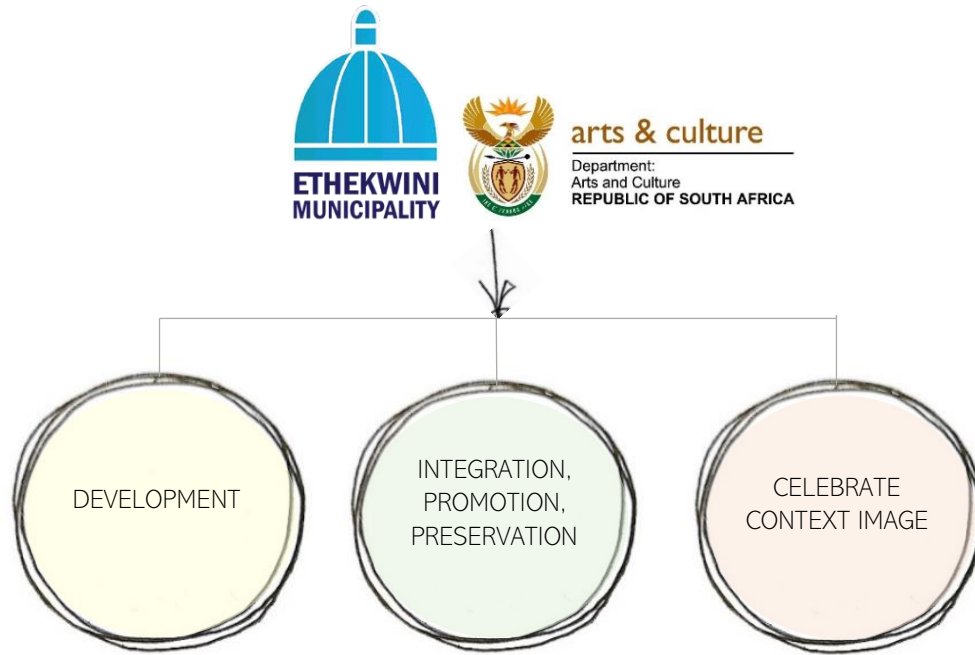 ETHEKWINI
MUNICIPALITY
arts & culture
Department:
Arts and Culture
REPUBLIC OF SOUTH AFRICA
DEVELOPMENT
INTEGRATION,
PROMOTION,
PRESERVATION
CELEBRATE
CONTEXT IMAGE